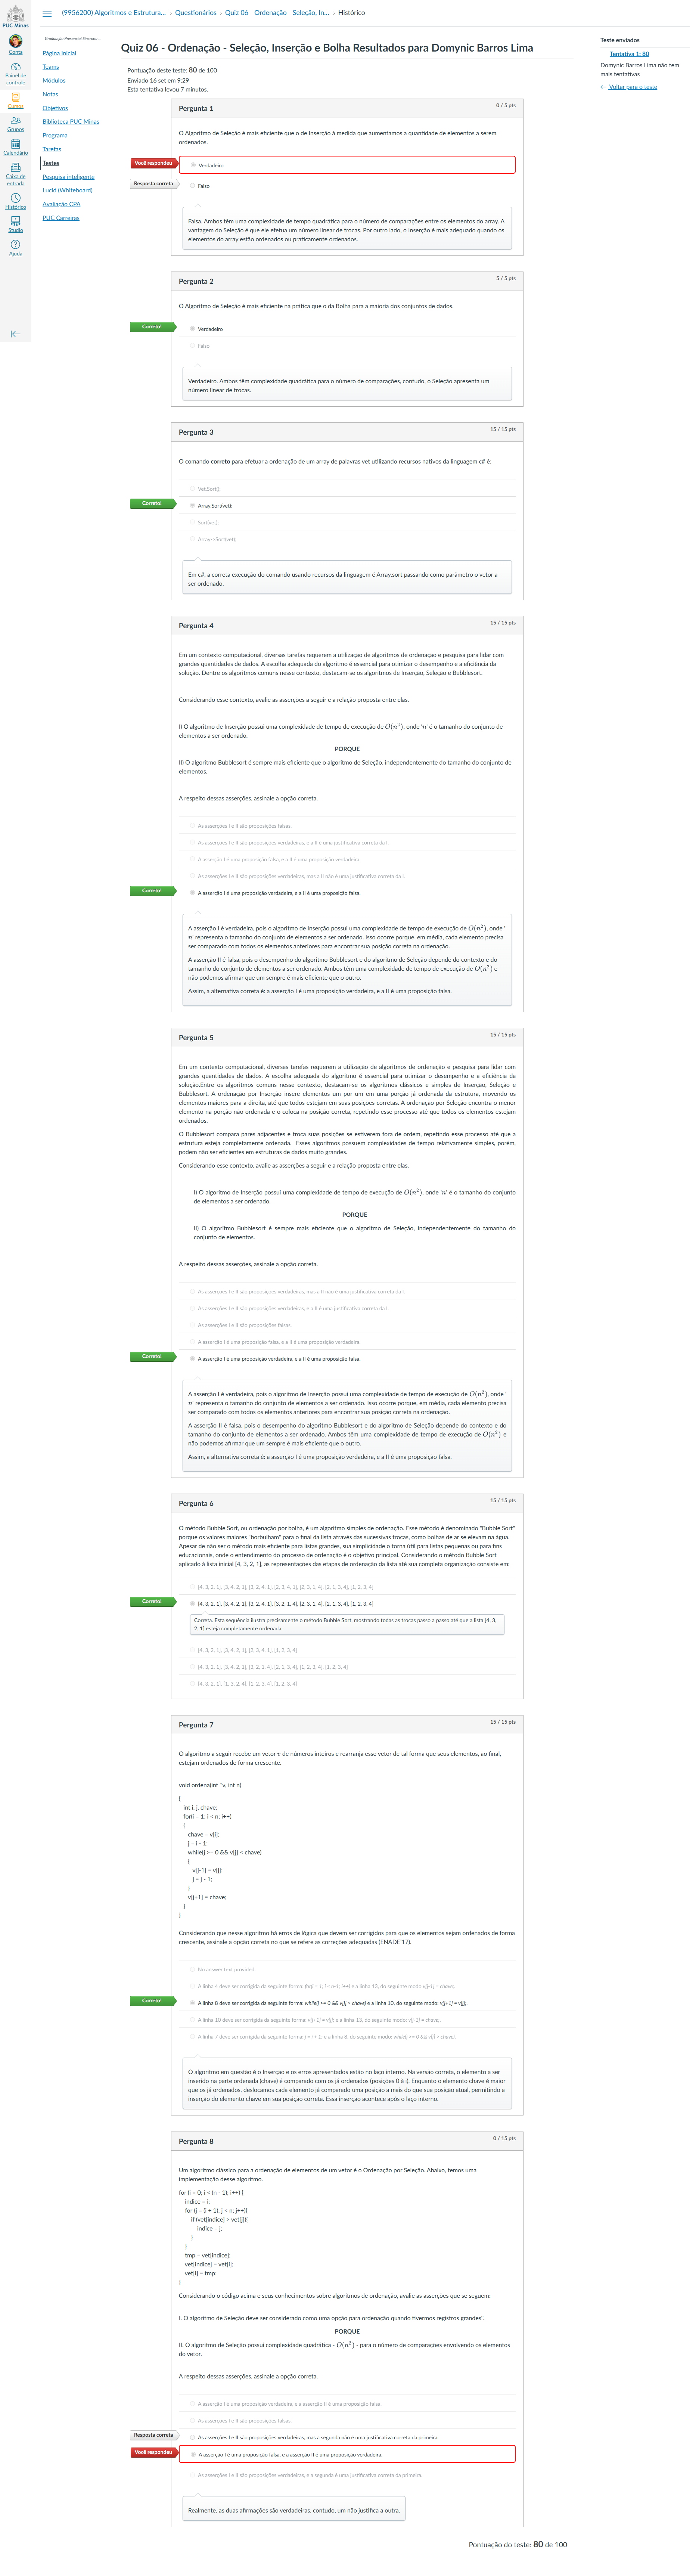 PUC Minas
Conta
Painel de
controle
Cursos
Grupos
Calendário
Caixa de
entrada
Histórico
Studio
Ajuda
(9956200) Algoritmos e Estrutura... › Questionários › Quiz 06 - Ordenação - Seleção, In... › Histórico
Página inicial
Teams
Módulos
Notas
Objetivos
Biblioteca PUC Minas
Programa
Tarefas
Testes
Pesquisa inteligente
Lucid (Whiteboard)
Avaliação CPA
PUC Carreiras
Quiz 06 - Ordenação - Seleção, Inserção e Bolha Resultados para Domynic Barros Lima
Pontuação deste teste: 80 de 100
Enviado 16 set em 9:29
Esta tentativa levou 7 minutos.
Teste enviados
Tentativa 1: 80
Domynic Barros Lima não tem
mais tentativas
Voltar para o teste
Pergunta 1
0 / 5 pts
O Algoritmo de Seleção é mais eficiente que o de Inserção à medida que aumentamos a quantidade de elementos a serem
ordenados.
Você respondeu
Verdadeiro
Resposta correta
Falso
Falsa. Ambos têm uma complexidade de tempo quadrática para o número de comparações entre os elementos do array. A
vantagem do Seleção é que ele efetua um número linear de trocas. Por outro lado, o Inserção é mais adequado quando os
elementos do array estão ordenados ou praticamente ordenados.
Pergunta 2
5 / 5 pts
O Algoritmo de Seleção é mais eficiente na prática que o da Bolha para a maioria dos conjuntos de dados.
Correto!
Verdadeiro
Falso
Verdadeiro. Ambos têm complexidade quadrática para o número de comparações, contudo, o Seleção apresenta um
número linear de trocas.
Pergunta 3
15 / 15 pts
O comando correto para efetuar a ordenação de um array de palavras vet utilizando recursos nativos da linguagem c# é:
Vet.Sort();
Correto!
Array.Sort(vet);
Sort(vet);
Array->Sort(vet);
Em c#, a correta execução do comando usando recursos da linguagem é Array.sort passando como parâmetro o vetor a
ser ordenado.
Pergunta 4
15 / 15 pts
Em um contexto computacional, diversas tarefas requerem a utilização de algoritmos de ordenação e pesquisa para lidar com
grandes quantidades de dados. A escolha adequada do algoritmo é essencial para otimizar o desempenho e a eficiência da
solução. Dentre os algoritmos comuns nesse contexto, destacam-se os algoritmos de Inserção, Seleção e Bubblesort.
Considerando esse contexto, avalie as asserções a seguir e a relação proposta entre elas.
I) O algoritmo de Inserção possui uma complexidade de tempo de execução de O(n²), onde 'n' é o tamanho do conjunto de
elementos a ser ordenado.
PORQUE
II) O algoritmo Bubblesort é sempre mais eficiente que o algoritmo de Seleção, independentemente do tamanho do conjunto de
elementos.
A respeito dessas asserções, assinale a opção correta.
As asserções I e II são proposições falsas.
As asserções I e II são proposições verdadeiras, e a II é uma justificativa correta da I.
A asserção I é uma proposição falsa, e a II é uma proposição verdadeira.
As asserções I e II são proposições verdadeiras, mas a II não é uma justificativa correta da I.
Correto!
A asserção I é uma proposição verdadeira, e a II é uma proposição falsa.
A asserção I é verdadeira, pois o algoritmo de Inserção possui uma complexidade de tempo de execução de O(n²), onde '
n' representa o tamanho do conjunto de elementos a ser ordenado. Isso ocorre porque, em média, cada elemento precisa
ser comparado com todos os elementos anteriores para encontrar sua posição correta na ordenação.
A asserção II é falsa, pois o desempenho do algoritmo Bubblesort e do algoritmo de Seleção depende do contexto e do
tamanho do conjunto de elementos a ser ordenado. Ambos têm uma complexidade de tempo de execução de O(n²) e
não podemos afirmar que um sempre é mais eficiente que o outro.
Assim, a alternativa correta é: a asserção I é uma proposição verdadeira, e a II é uma proposição falsa.
Pergunta 5
15 / 15 pts
Em um contexto computacional, diversas tarefas requerem a utilização de algoritmos de ordenação e pesquisa para lidar com
grandes quantidades de dados. A escolha adequada do algoritmo é essencial para otimizar o desempenho e a eficiência da
solução.Entre os algoritmos comuns nesse contexto, destacam-se os algoritmos clássicos e simples de Inserção, Seleção e
Bubblesort. A ordenação por Inserção insere elementos um por um em uma porção já ordenada da estrutura, movendo os
elementos maiores para a direita, até que todos estejam em suas posições corretas. A ordenação por Seleção encontra o menor
elemento na porção não ordenada e o coloca na posição correta, repetindo esse processo até que todos os elementos estejam
ordenados.
O Bubblesort compara pares adjacentes e troca suas posições se estiverem fora de ordem, repetindo esse processo até que a
estrutura esteja completamente ordenada. Esses algoritmos possuem complexidades de tempo relativamente simples, porém,
podem não ser eficientes em estruturas de dados muito grandes.
Considerando esse contexto, avalie as asserções a seguir e a relação proposta entre elas.
I) O algoritmo de Inserção possui uma complexidade de tempo de execução de O(n²), onde 'n' é o tamanho do conjunto
de elementos a ser ordenado.
PORQUE
II) O algoritmo Bubblesort é sempre mais eficiente que o algoritmo de Seleção, independentemente do tamanho do
conjunto de elementos.
A respeito dessas asserções, assinale a opção correta.
As asserções I e II são proposições verdadeiras, mas a II não é uma justificativa correta da I.
As asserções I e II são proposições verdadeiras, e a II é uma justificativa correta da I.
As asserções I e II são proposições falsas.
A asserção I é uma proposição falsa, e a II é uma proposição verdadeira.
Correto!
A asserção I é uma proposição verdadeira, e a II é uma proposição falsa.
A asserção I é verdadeira, pois o algoritmo de Inserção possui uma complexidade de tempo de execução de O(n²), onde '
n' representa o tamanho do conjunto de elementos a ser ordenado. Isso ocorre porque, em média, cada elemento precisa
ser comparado com todos os elementos anteriores para encontrar sua posição correta na ordenação.
A asserção II é falsa, pois o desempenho do algoritmo Bubblesort e do algoritmo de Seleção depende do contexto e do
tamanho do conjunto de elementos a ser ordenado. Ambos têm uma complexidade de tempo de execução de O(n²) e
não podemos afirmar que um sempre é mais eficiente que o outro.
Assim, a alternativa correta é: a asserção I é uma proposição verdadeira, e a II é uma proposição falsa.
Pergunta 6
15 / 15 pts
O método Bubble Sort, ou ordenação por bolha, é um algoritmo simples de ordenação. Esse método é denominado "Bubble Sort"
porque os valores maiores "borbulham" para o final da lista através das sucessivas trocas, como bolhas de ar se elevam na água.
Apesar de não ser o método mais eficiente para listas grandes, sua simplicidade o torna útil para listas pequenas ou para fins
educacionais, onde o entendimento do processo de ordenação é o objetivo principal. Considerando o método Bubble Sort
aplicado à lista inicial [4, 3, 2, 1], as representações das etapas de ordenação da lista até sua completa organização consiste em:
[4, 3, 2, 1], [3, 4, 2, 1], [3, 2, 4, 1], [2, 3, 4, 1], [2, 3, 1, 4], [2, 1, 3, 4], [1, 2, 3, 4]
Correto!
[4, 3, 2, 1], [3, 4, 2, 1], [3, 2, 4, 1], [3, 2, 1, 4], [2, 3, 1, 4], [2, 1, 3, 4], [1, 2, 3, 4]
Correta. Esta sequência ilustra precisamente o método Bubble Sort, mostrando todas as trocas passo a passo até que a lista [4, 3,
2, 1] esteja completamente ordenada.
[4, 3, 2, 1], [3, 4, 2, 1], [2, 3, 4, 1], [1, 2, 3, 4]
[4, 3, 2, 1], [3, 4, 2, 1], [3, 2, 1, 4], [2, 1, 3, 4], [1, 2, 3, 4], [1, 2, 3, 4]
[4, 3, 2, 1], [1, 3, 2, 4], [1, 2, 3, 4], [1, 2, 3, 4]
Pergunta 7
15 / 15 pts
O algoritmo a seguir recebe um vetor v de números inteiros e rearranja esse vetor de tal forma que seus elementos, ao final,
estejam ordenados de forma crescente.
void ordena(int *v, int n)
{
int i, j, chave;
for(i = 1; i < n; i++)
{
chave = v[i];
j = i - 1;
while(j >= 0 && v[j] < chave)
{
v[j-1] = v[j];
j = j - 1;
}
v[j+1] = chave;
}
}
Considerando que nesse algoritmo há erros de lógica que devem ser corrigidos para que os elementos sejam ordenados de forma
crescente, assinale a opção correta no que se refere as correções adequadas (ENADE'17).
No answer text provided.
A linha 4 deve ser corrigida da seguinte forma: for(i = 1; i < n-1; i++) e a linha 13, do seguinte modo: v[j-1] = chave;.
Correto!
A linha 8 deve ser corrigida da seguinte forma: while(j >= 0 && v[j] > chave) e a linha 10, do seguinte modo: v[j+1] = v[j];.
A linha 10 deve ser corrigida da seguinte forma: v[j+1] = v[j]; e a linha 13, do seguinte modo: v[j-1] = chave;.
A linha 7 deve ser corrigida da seguinte forma: j = i + 1; e a linha 8, do seguinte modo: while(j >= 0 && v[j] > chave).
O algoritmo em questão é o Inserção e os erros apresentados estão no laço interno. Na versão correta, o elemento a ser
inserido na parte ordenada (chave) é comparado com os já ordenados (posições 0 à i). Enquanto o elemento chave é maior
que os já ordenados, deslocamos cada elemento já comparado para uma posição a mais do que sua posição atual, permitindo a
inserção do elemento chave em sua posição correta. Essa inserção acontece após o laço interno.
Pergunta 8
0 / 15 pts
Um algoritmo clássico para a ordenação de elementos de um vetor é o Ordenação por Seleção. Abaixo, temos uma
implementação desse algoritmo.
for (i = 0; i < (n - 1); i++) {
indice = i;
for (j = (i + 1); j < n; j++){
if (vet[indice] > vet[j]){
indice = j;
}
}
tmp = vet[indice];
vet[indice] = vet[i];
vet[i] = tmp;
}
Considerando o código acima e seus conhecimentos sobre algoritmos de ordenação, avalie as asserções que se seguem:
I. O algoritmo de Seleção deve ser considerado como uma opção para ordenação quando tivermos registros grandes".
PORQUE
II. O algoritmo de Seleção possui complexidade quadrática - O(n²) - para o número de comparações envolvendo os elementos
do vetor.
A respeito dessas asserções, assinale a opção correta.
A asserção I é uma proposição verdadeira, e a asserção II é uma proposição falsa.
As asserções I e II são proposições falsas.
Resposta correta
As asserções I e II são proposições verdadeiras, mas a segunda não é uma justificativa correta da primeira.
Você respondeu
A asserção I é uma proposição falsa, e a asserção II é uma proposição verdadeira.
As asserções I e II são proposições verdadeiras, e a segunda é uma justificativa correta da primeira.
Realmente, as duas afirmações são verdadeiras, contudo, um não justifica a outra.
Pontuação do teste: 80 de 100